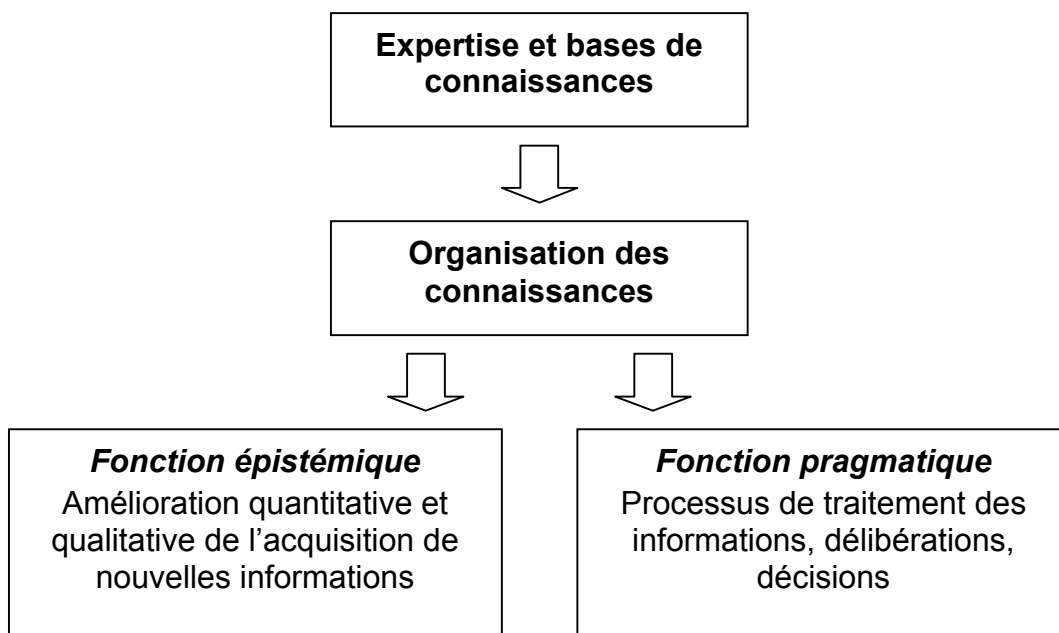 Expertise et bases de
connaissances
Organisation des
connaissances
Fonction épistémique
Amélioration quantitative et
qualitative de l’acquisition de
nouvelles informations
Fonction pragmatique
Processus de traitement des
informations, délibérations,
décisions